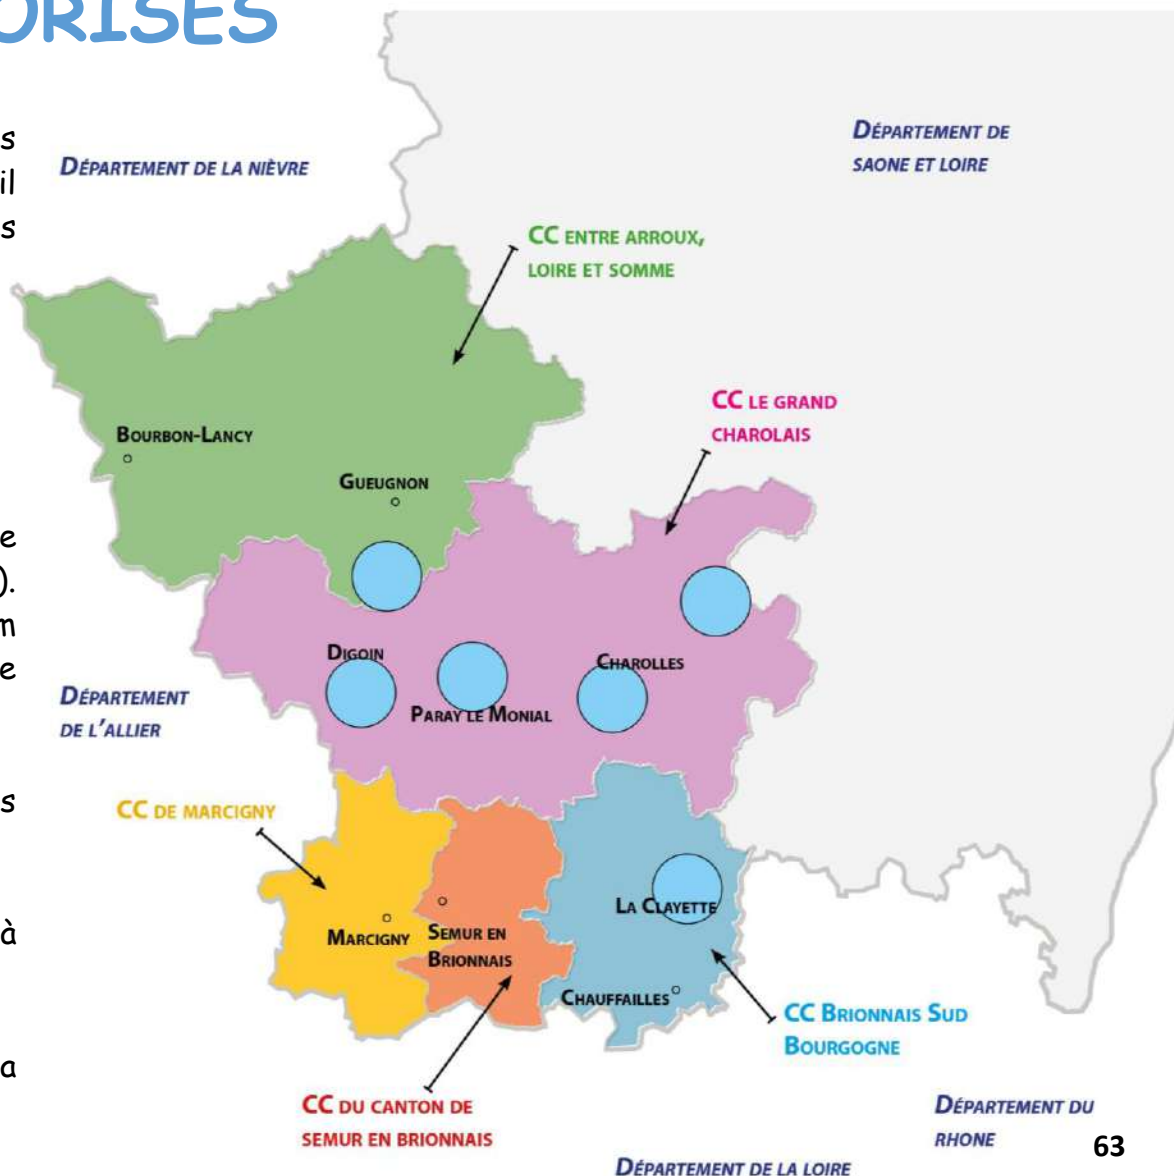 ORISES
s
il
s
e
).
m
e
s
à
a
DÉPARTEMENT DE LA NIÈVRE
DÉPARTEMENT DE
SAONE ET LOIRE
CC ENTRE ARROUX,
LOIRE ET SOMME
CC LE GRAND
CHAROLAIS
BOURBON-LANCY
GUEUGNON
DIGOIN
CHAROLLES
PARAY LE MONIAL
DÉPARTEMENT
DE L'ALLIER
CC DE MARCIGNY
LA CLAYETTE
MARCIGNY
SEMUR EN
BRIONNAIS
CHAUFFAILLES
CC BRIONNAIS SUD
BOURGOGNE
CC DU CANTON DE
SEMUR EN BRIONNAIS
DÉPARTEMENT DU
RHONE
63
DÉPARTEMENT DE LA LOIRE